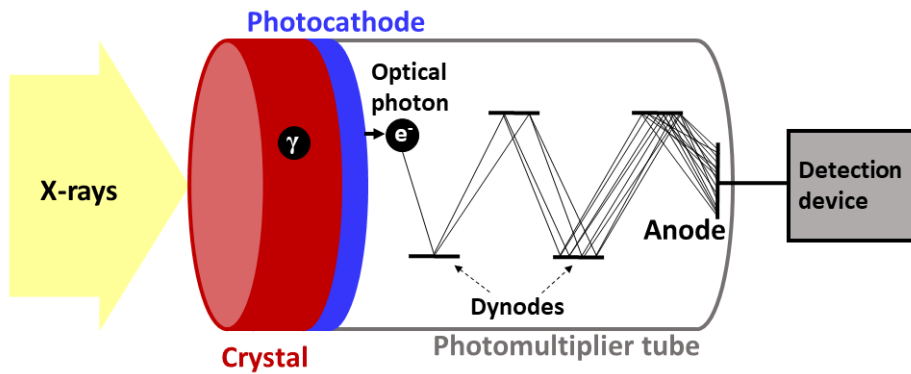 Photocathode
Optical
photon
γ
e-
X-rays
Detection
device
Anode
Dynodes
Crystal
Photomultiplier tube